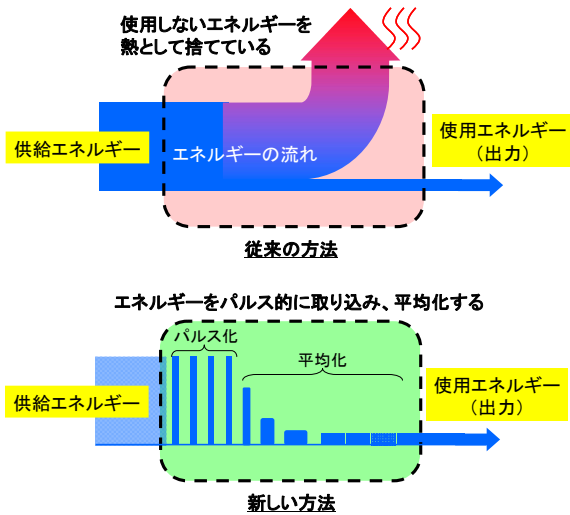 使用しないエネルギーを
熱として捨てている
供給エネルギー
エネルギーの流れ
使用エネルギー
（出力）
従来の方法
エネルギーをパルス的に取り込み、平均化する
パルス化
平均化
供給エネルギー
使用エネルギー
（出力）
新しい方法